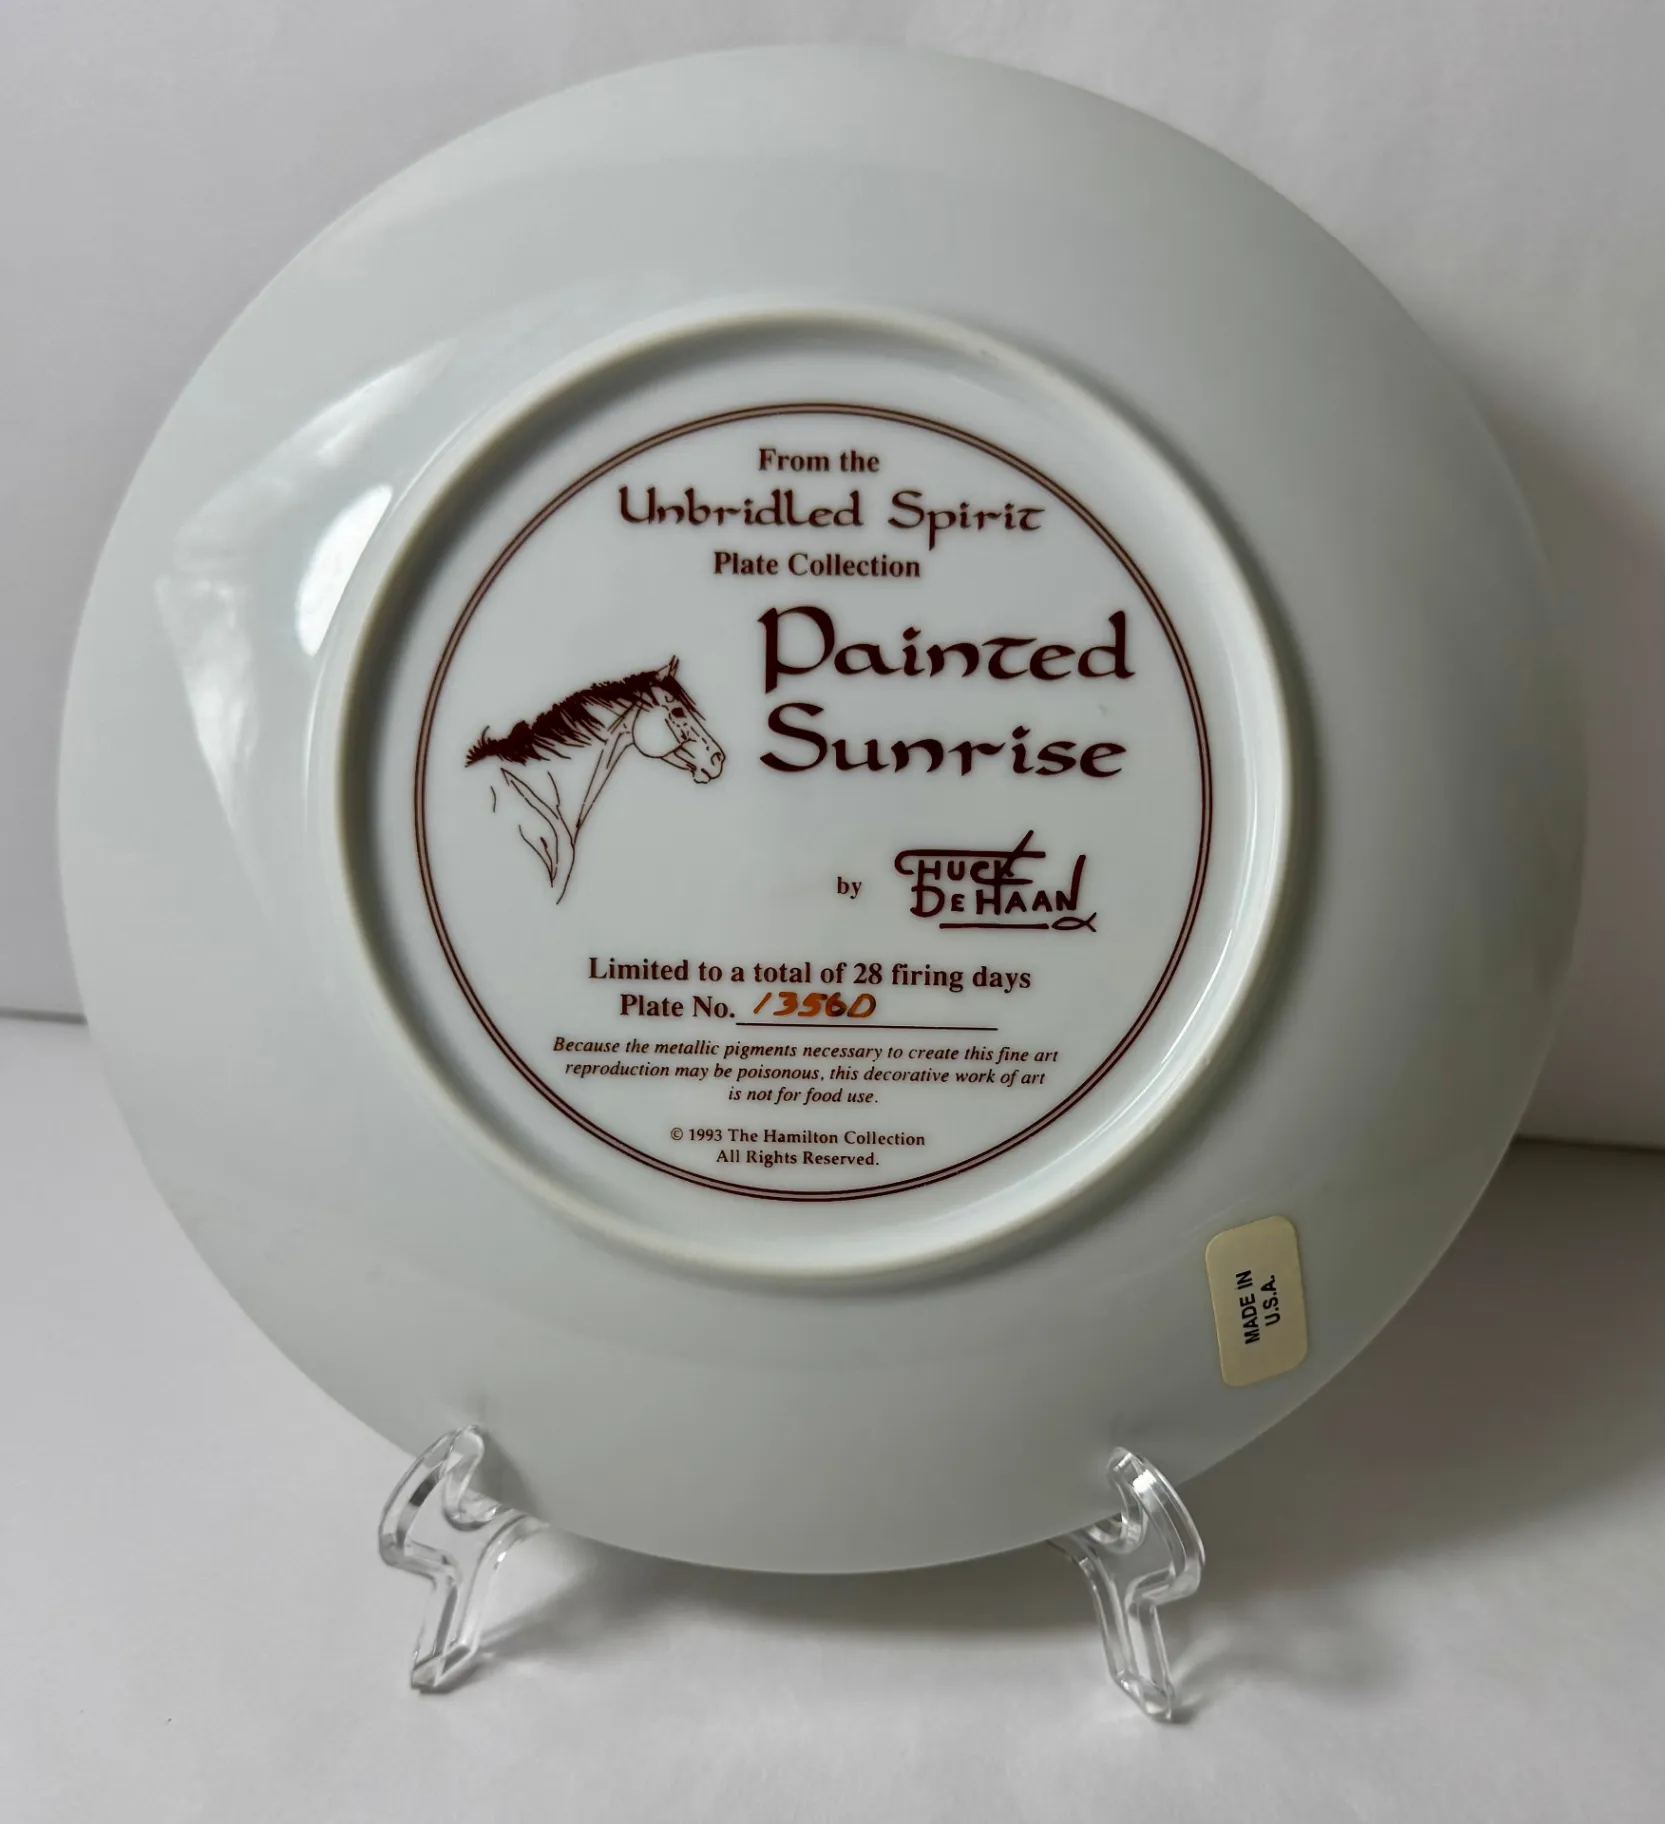 From the
Unbridled Spirit
Plate Collection
Painted
Sunrise
by CHUCK
DEHAAN
Limited to a total of 28 firing days
Plate No. 1356D
Because the metallic pigments necessary to create this fine art
reproduction may be poisonous, this decorative work of art
is not for food use.
© 1993 The Hamilton Collection
All Rights Reserved.
MADE IN
U.S.A.